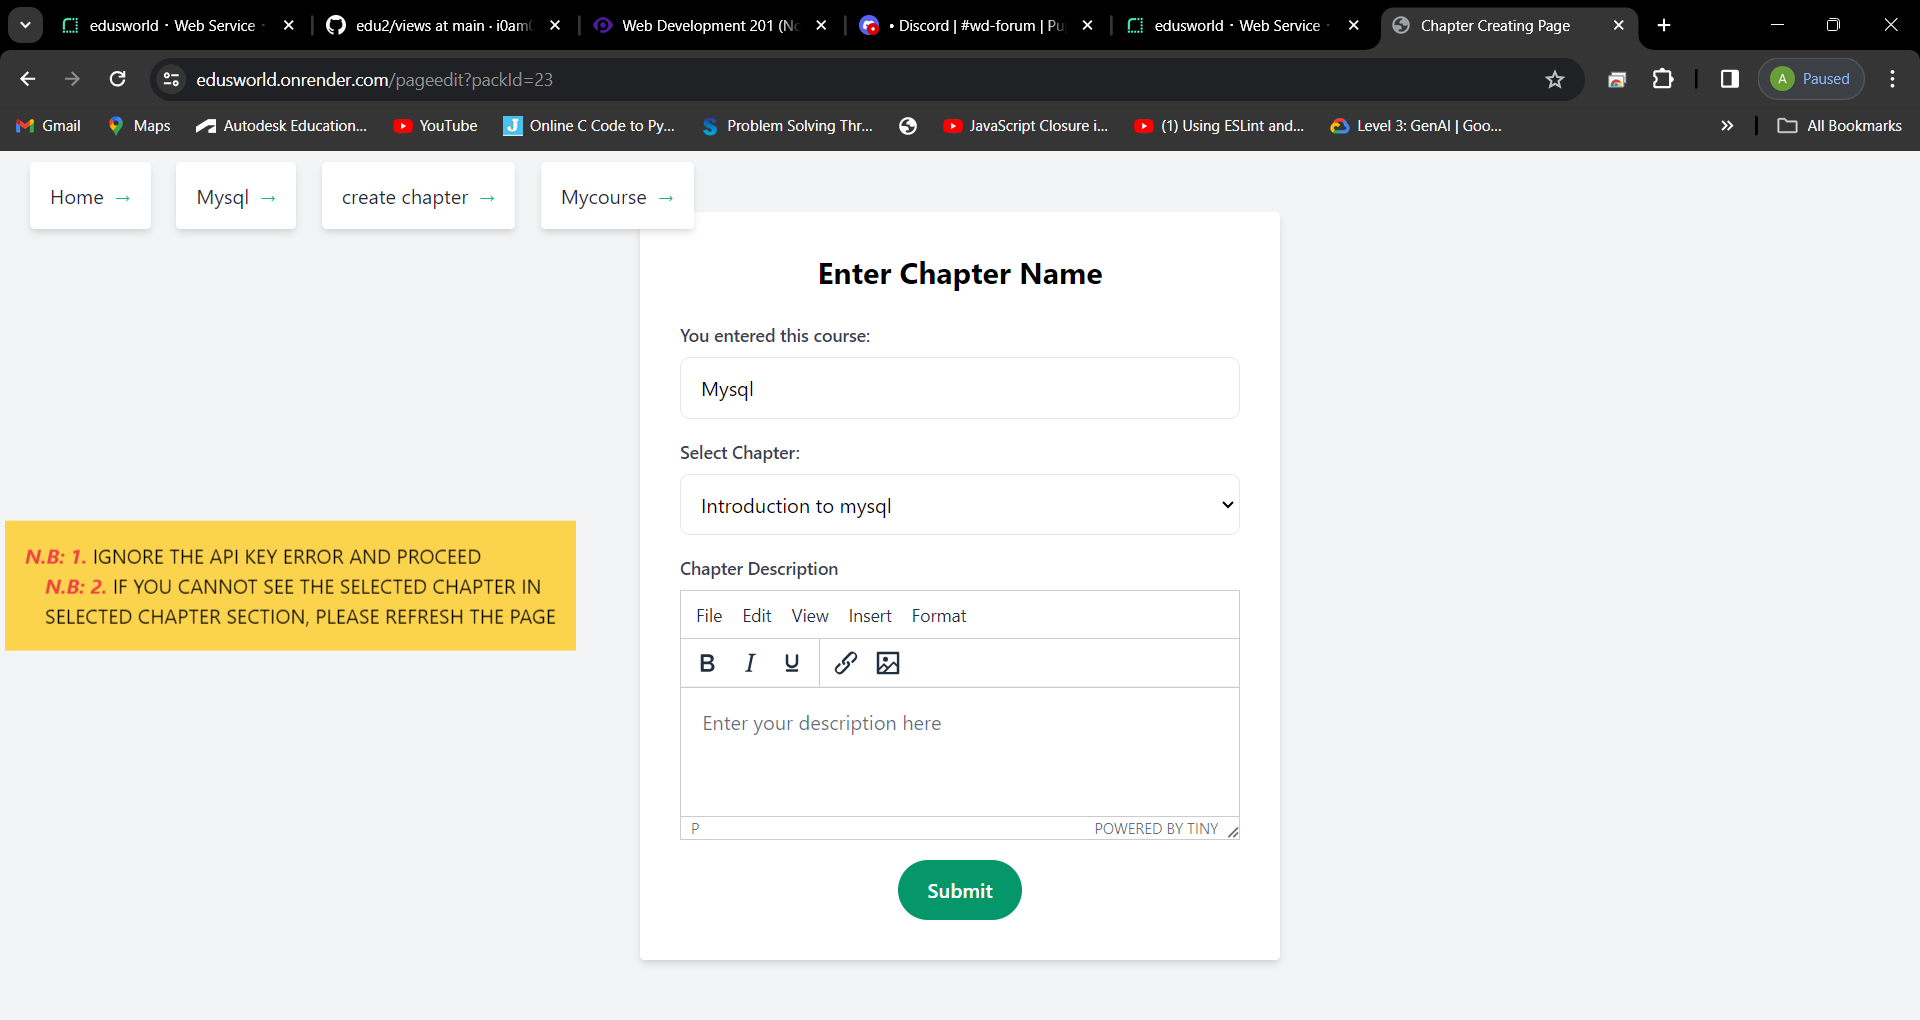 edusworld · Web Service
edu2/views at main · i0am
Web Development 201 (N
• Discord | #wd-forum | Pu
edusworld · Web Service
Chapter Creating Page
edusworld.onrender.com/pageedit?packId=23
A Paused
Gmail
Maps
Autodesk Education...
YouTube
J Online C Code to Py...
Problem Solving Thr...
JavaScript Closure i...
(1) Using ESLint and...
Level 3: GenAI | Goo...
All Bookmarks
Home →
Mysql →
create chapter →
Mycourse →
Enter Chapter Name
You entered this course:
Mysql
Select Chapter:
Introduction to mysql
N.B: 1. IGNORE THE API KEY ERROR AND PROCEED
N.B: 2. IF YOU CANNOT SEE THE SELECTED CHAPTER IN
SELECTED CHAPTER SECTION, PLEASE REFRESH THE PAGE
Chapter Description
File Edit View Insert Format
B I U
Enter your description here
P
POWERED BY TINY
Submit